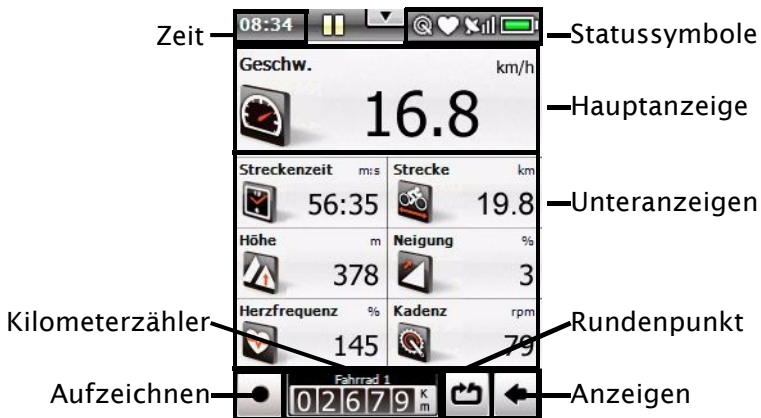 Zeit
08:34
Statussymbole
Geschw. km/h
16.8
Hauptanzeige
Streckenzeit m:s
56:35
Strecke km
19.8
Unteranzeigen
Höhe m
378
Neigung %
3
Herzfrequenz %
145
Kadenz rpm
79
Kilometerzähler
Rundenpunkt
Aufzeichnen
Fahrrad 1
02679 Km
Anzeigen